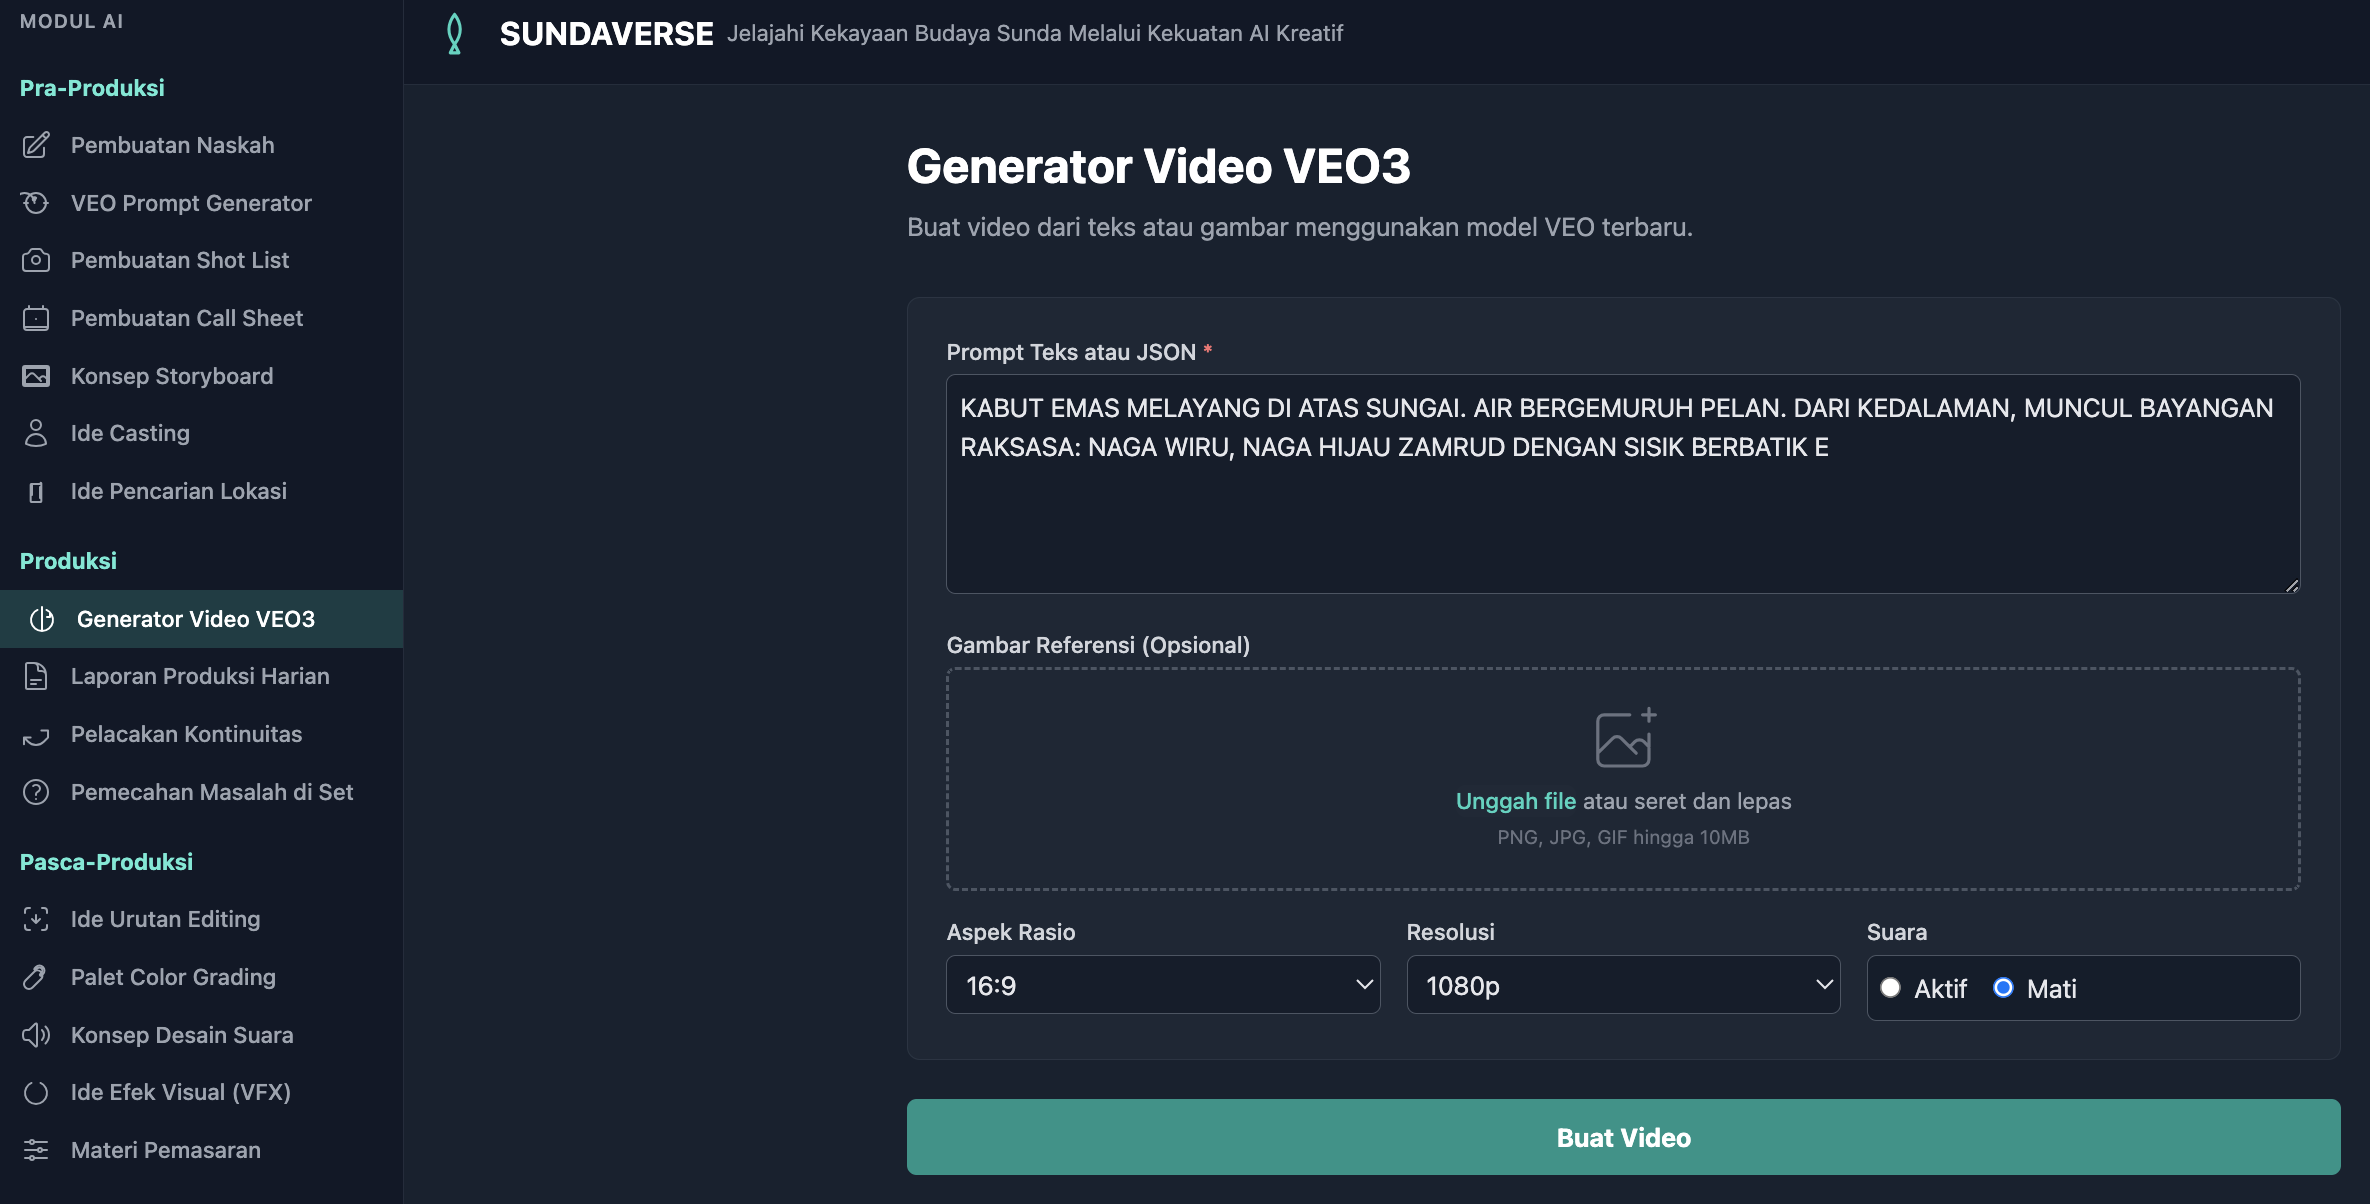 MODUL AI
Pra-Produksi
Pembuatan Naskah
VEO Prompt Generator
Pembuatan Shot List
Pembuatan Call Sheet
Konsep Storyboard
Ide Casting
Ide Pencarian Lokasi
Produksi
Generator Video VEO3
Laporan Produksi Harian
Pelacakan Kontinuitas
Pemecahan Masalah di Set
Pasca-Produksi
Ide Urutan Editing
Palet Color Grading
Konsep Desain Suara
Ide Efek Visual (VFX)
Materi Pemasaran
SUNDAVERSE Jelajahi Kekayaan Budaya Sunda Melalui Kekuatan AI Kreatif
Generator Video VEO3
Buat video dari teks atau gambar menggunakan model VEO terbaru.
Prompt Teks atau JSON *
KABUT EMAS MELAYANG DI ATAS SUNGAI. AIR BERGEMURUH PELAN. DARI KEDALAMAN, MUNCUL BAYANGAN
RAKSASA: NAGA WIRU, NAGA HIJAU ZAMRUD DENGAN SISIK BERBATIK E
Gambar Referensi (Opsional)
Unggah file atau seret dan lepas
PNG, JPG, GIF hingga 10MB
Aspek Rasio
16:9
Resolusi
1080p
Suara
Aktif Mati
Buat Video